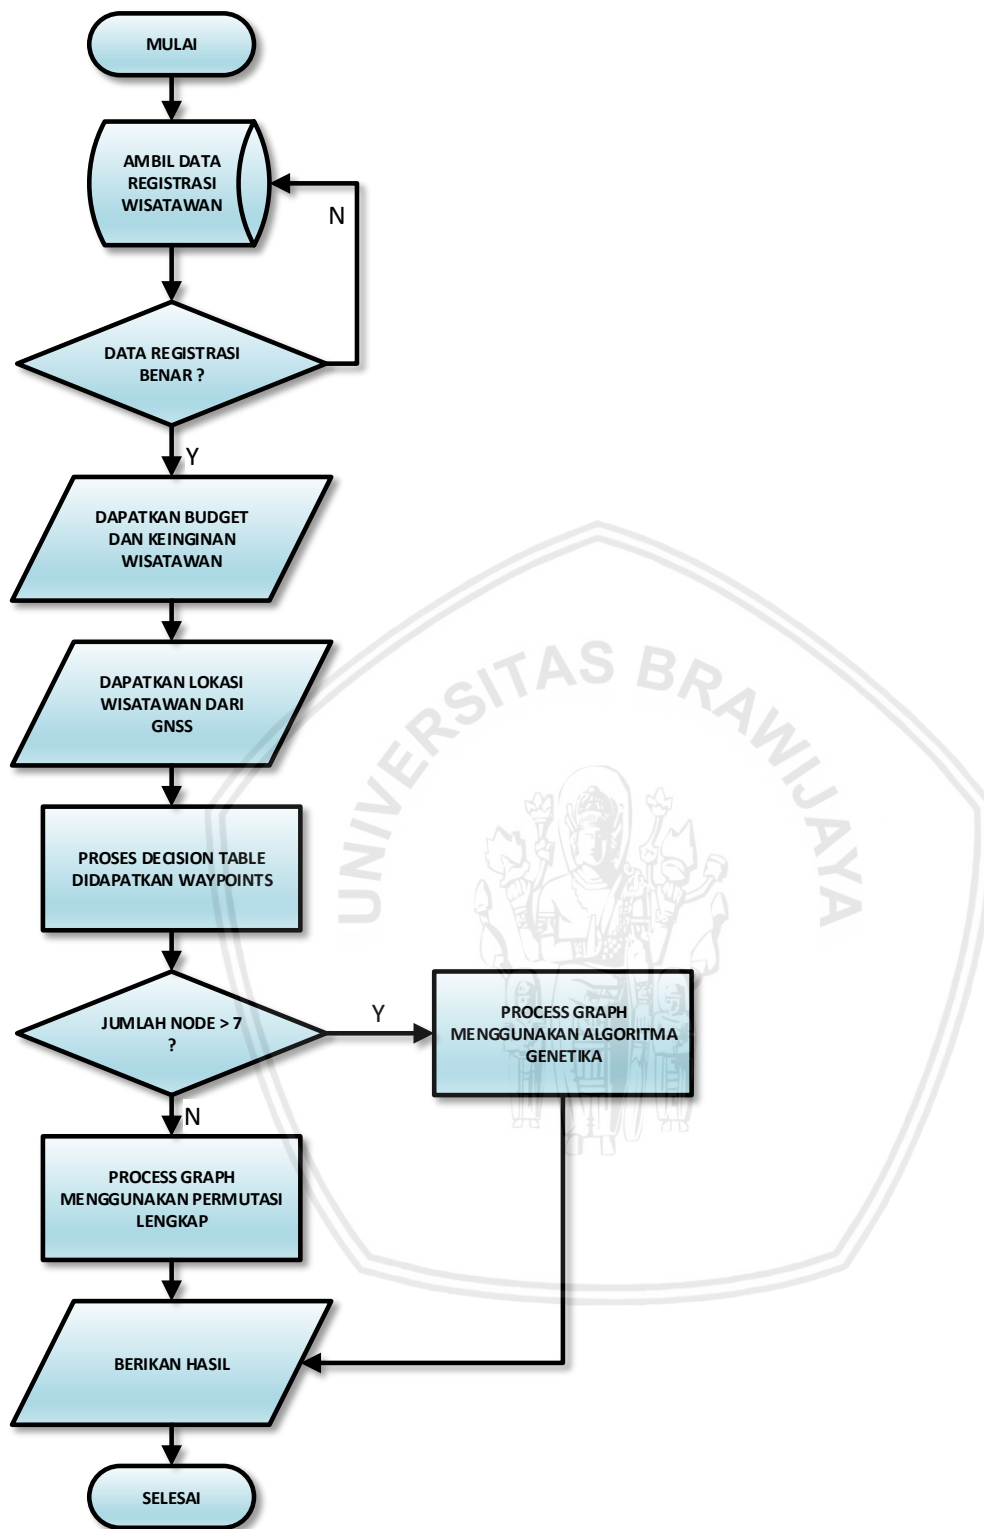 MULAI
AMBIL DATA
REGISTRASI
WISATAWAN
N
DATA REGISTRASI
BENAR ?
Y
DAPATKAN BUDGET
DAN KEINGINAN
WISATAWAN
DAPATKAN LOKASI
WISATAWAN DARI
GNSS
UNIVERSITAS BRAWIJAYA
PROSES DECISION TABLE
DIDAPATKAN WAYPOINTS
JUMLAH NODE > 7
?
Y
PROCESS GRAPH
MENGGUNAKAN ALGORITMA
GENETIKA
N
PROCESS GRAPH
MENGGUNAKAN PERMUTASI
LENGKAP
BERIKAN HASIL
SELESAI